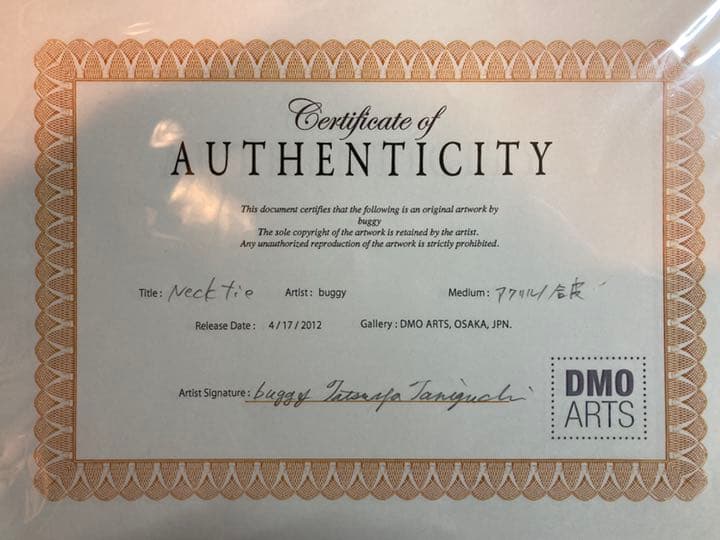 Certificate of
AUTHENTICITY
This document certifies that the following is an original artwork by
buggy
The sole copyright of the artwork is retained by the artist.
Any unauthorized reproduction of the artwork is strictly prohibited.
Title : Neck tie Artist : buggy Medium : アクリル/合皮
Release Date : 4 / 17 / 2012 Gallery : DMO ARTS, OSAKA, JPN.
Artist Signature : buggy Tatsuya Taniguchi
DMO
ARTS